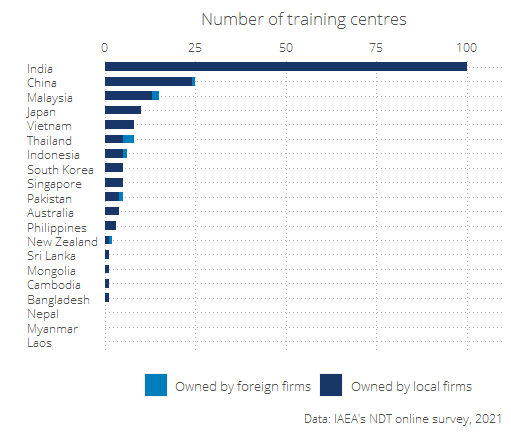 Number of training centres
0 25 50 75 100
India
China
Malaysia
Japan
Vietnam
Thailand
Indonesia
South Korea
Singapore
Pakistan
Australia
Philippines
New Zealand
Sri Lanka
Mongolia
Cambodia
Bangladesh
Nepal
Myanmar
Laos
Owned by foreign firms Owned by local firms
Data: IAEA's NDT online survey, 2021